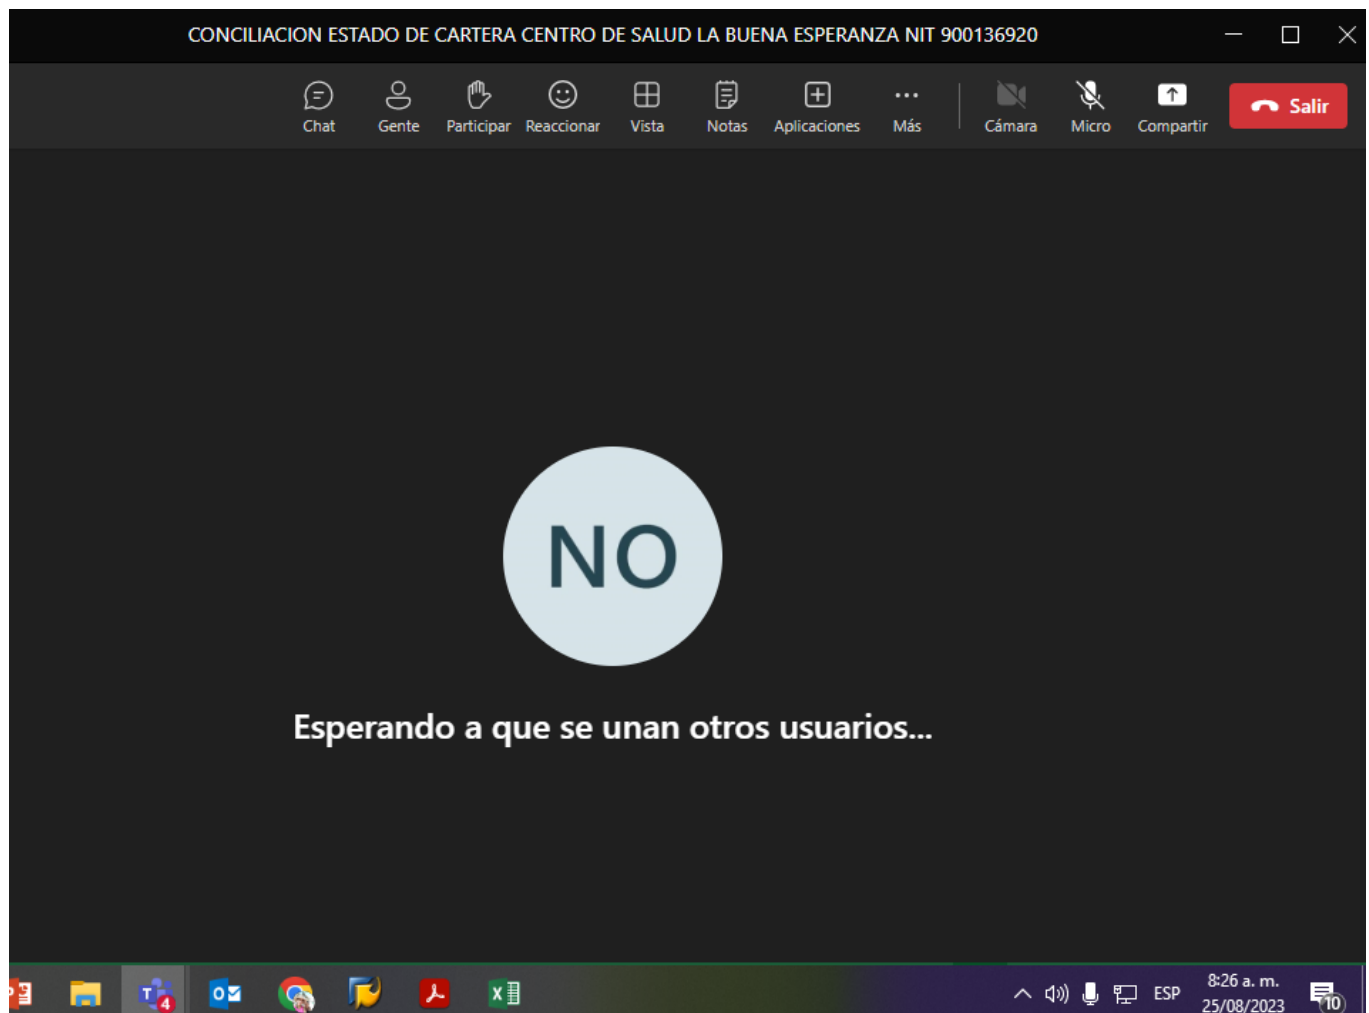 CONCILIACION ESTADO DE CARTERA CENTRO DE SALUD LA BUENA ESPERANZA NIT 900136920
Chat Gente Participar Reaccionar Vista Notas Aplicaciones Más Cámara Micro Compartir Salir
NO
Esperando a que se unan otros usuarios...
8:26 a. m.
ESP
25/08/2023
4
10